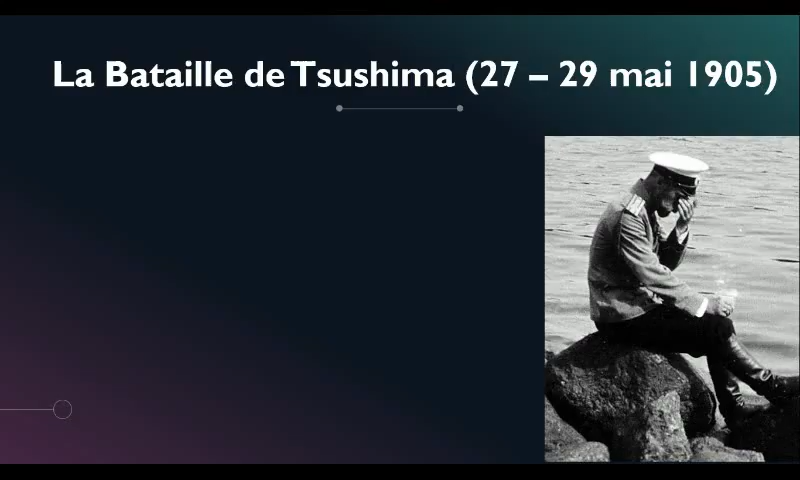 La Bataille de Tsushima (27 – 29 mai 1905)